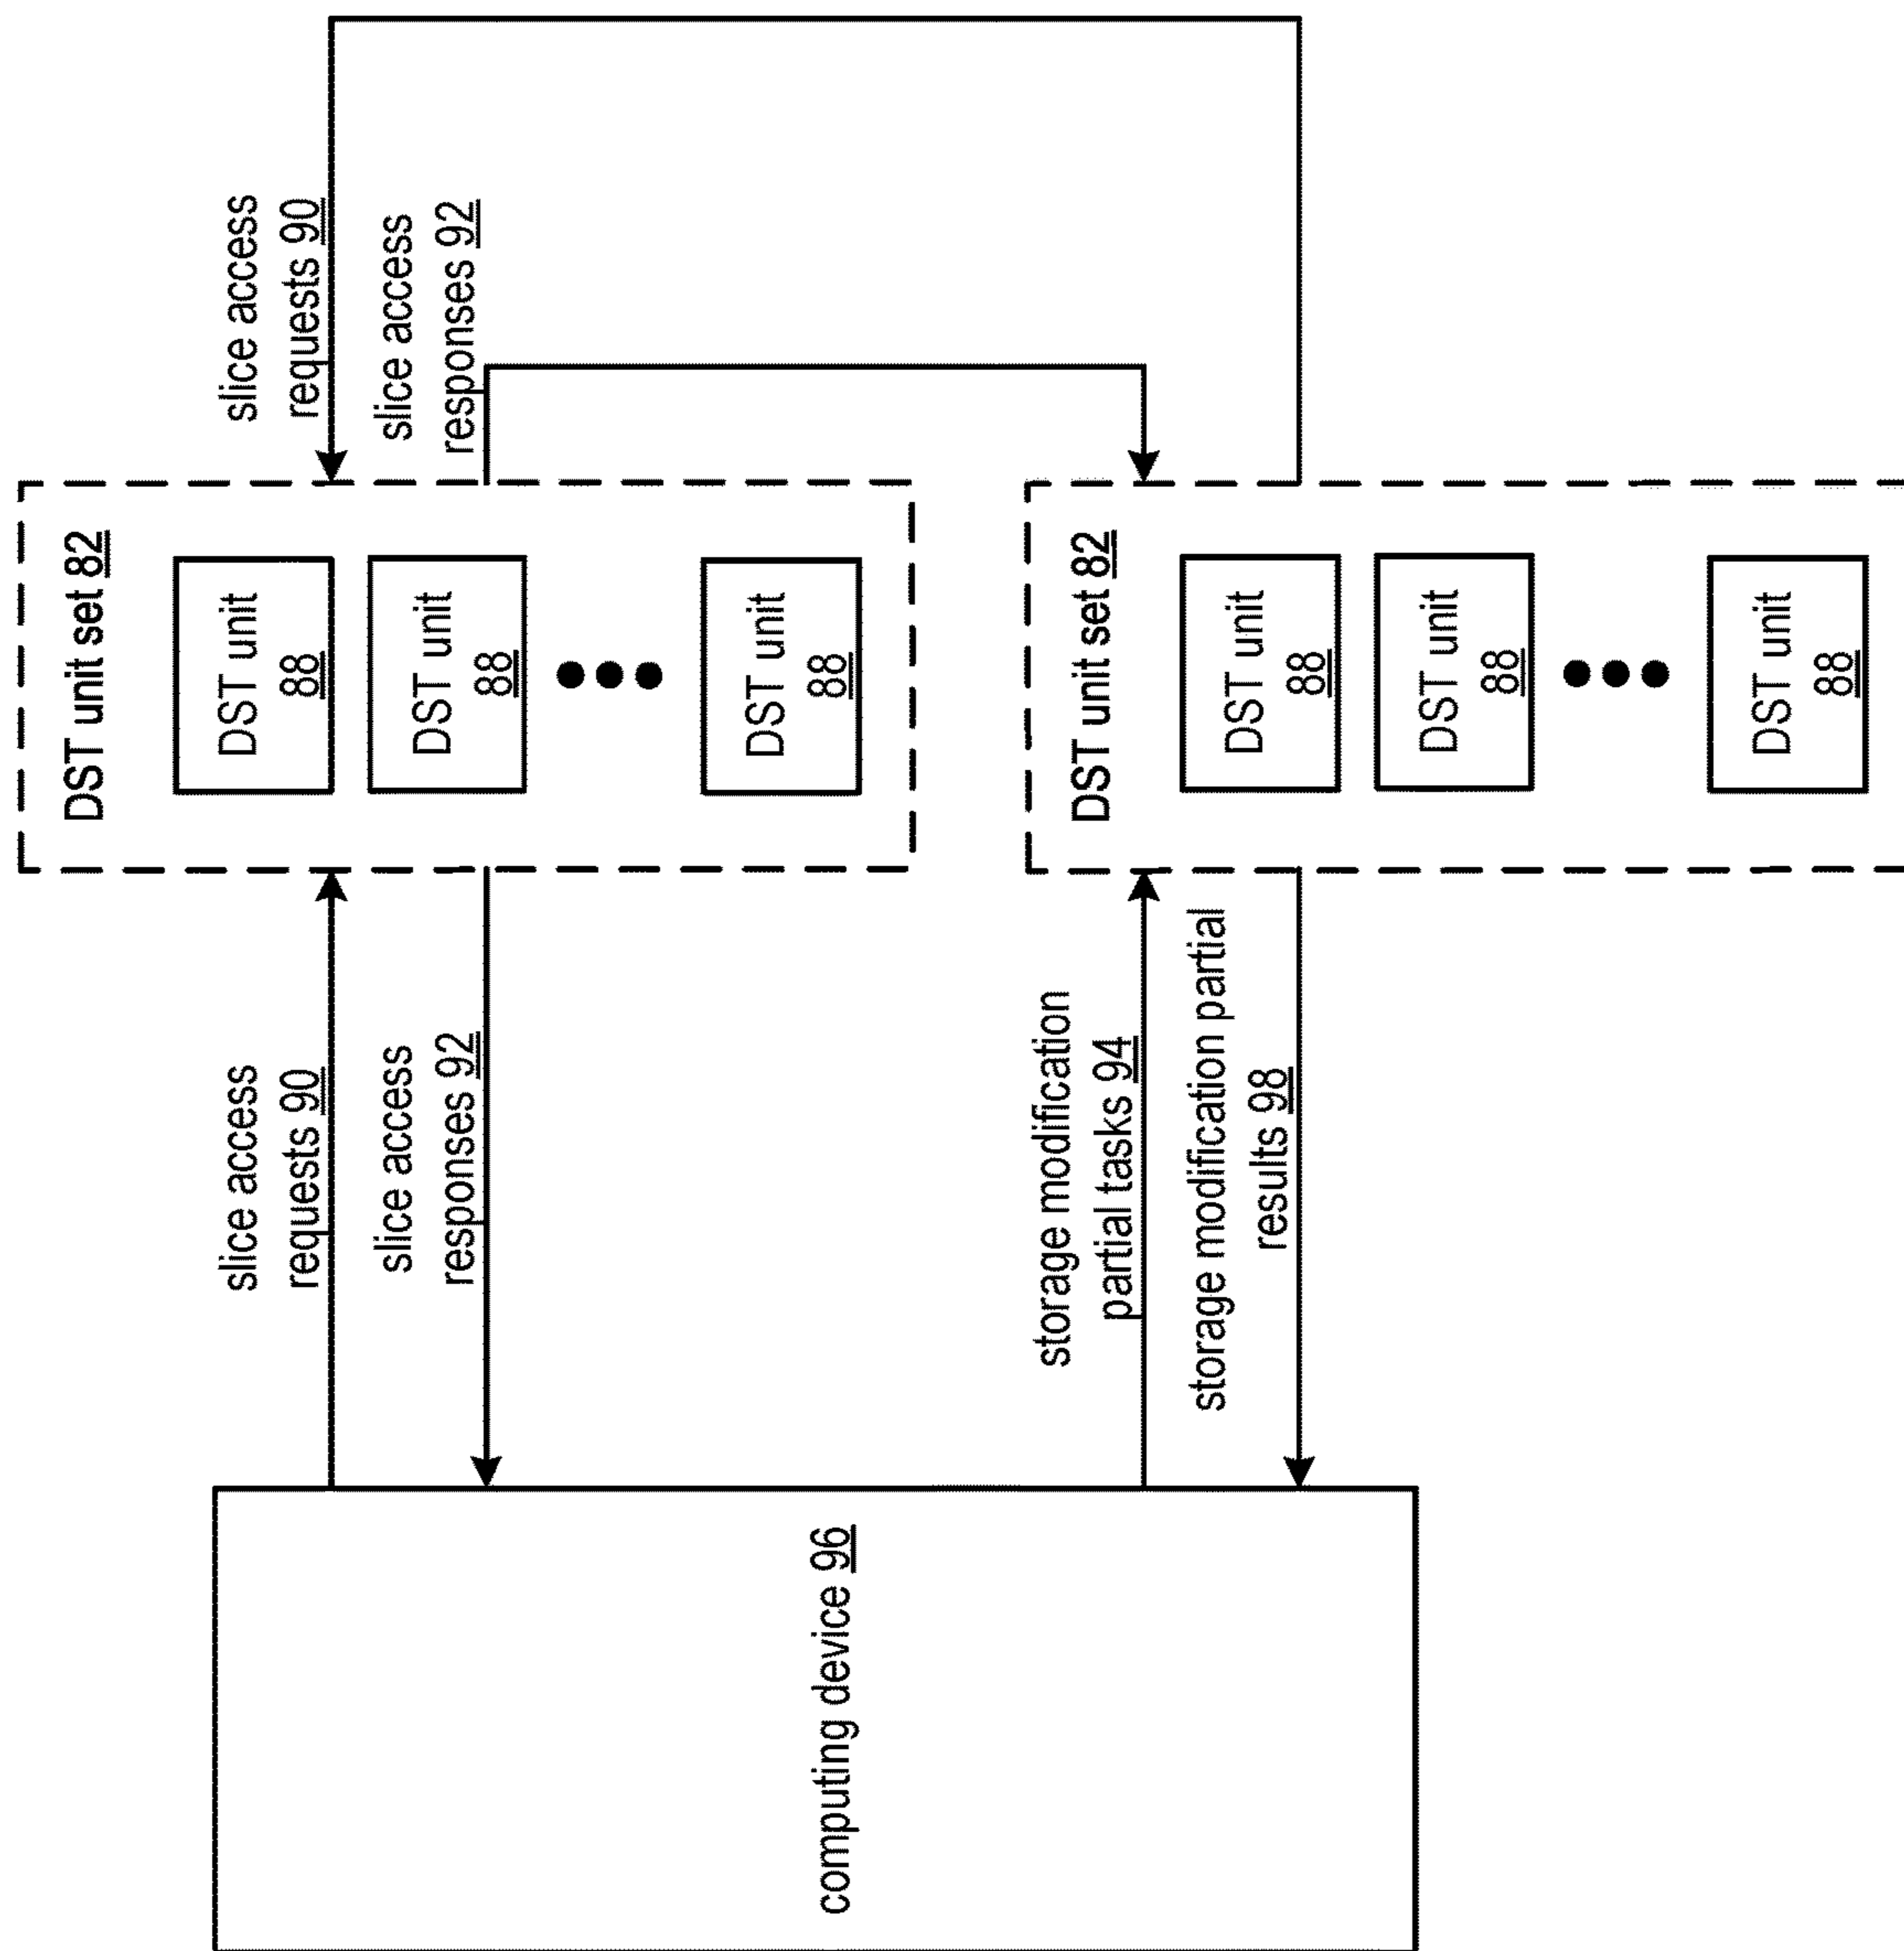 computing device 96
slice access
requests 90
slice access
responses 92
storage modification
partial tasks 94
storage modification partial
results 98
DST unit set 82
DST unit
88
DST unit
88
DST unit
88
DST unit set 82
DST unit
88
DST unit
88
DST unit
88
slice access
requests 90
slice access
responses 92